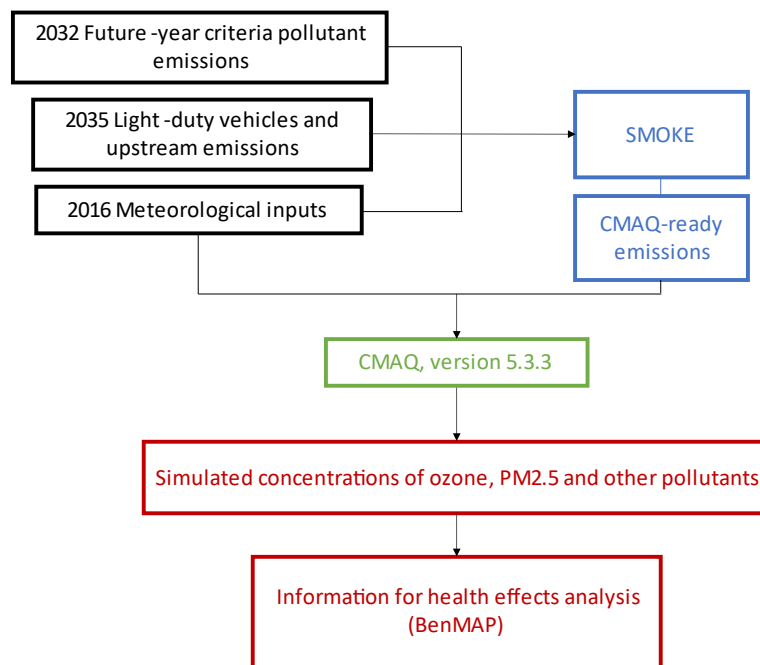 2032 Future -year criteria pollutant
emissions
2035 Light -duty vehicles and
upstream emissions
2016 Meteorological inputs
SMOKE
CMAQ-ready
emissions
CMAQ, version 5.3.3
Simulated concentrations of ozone, PM2.5 and other pollutants
Information for health effects analysis
(BenMAP)